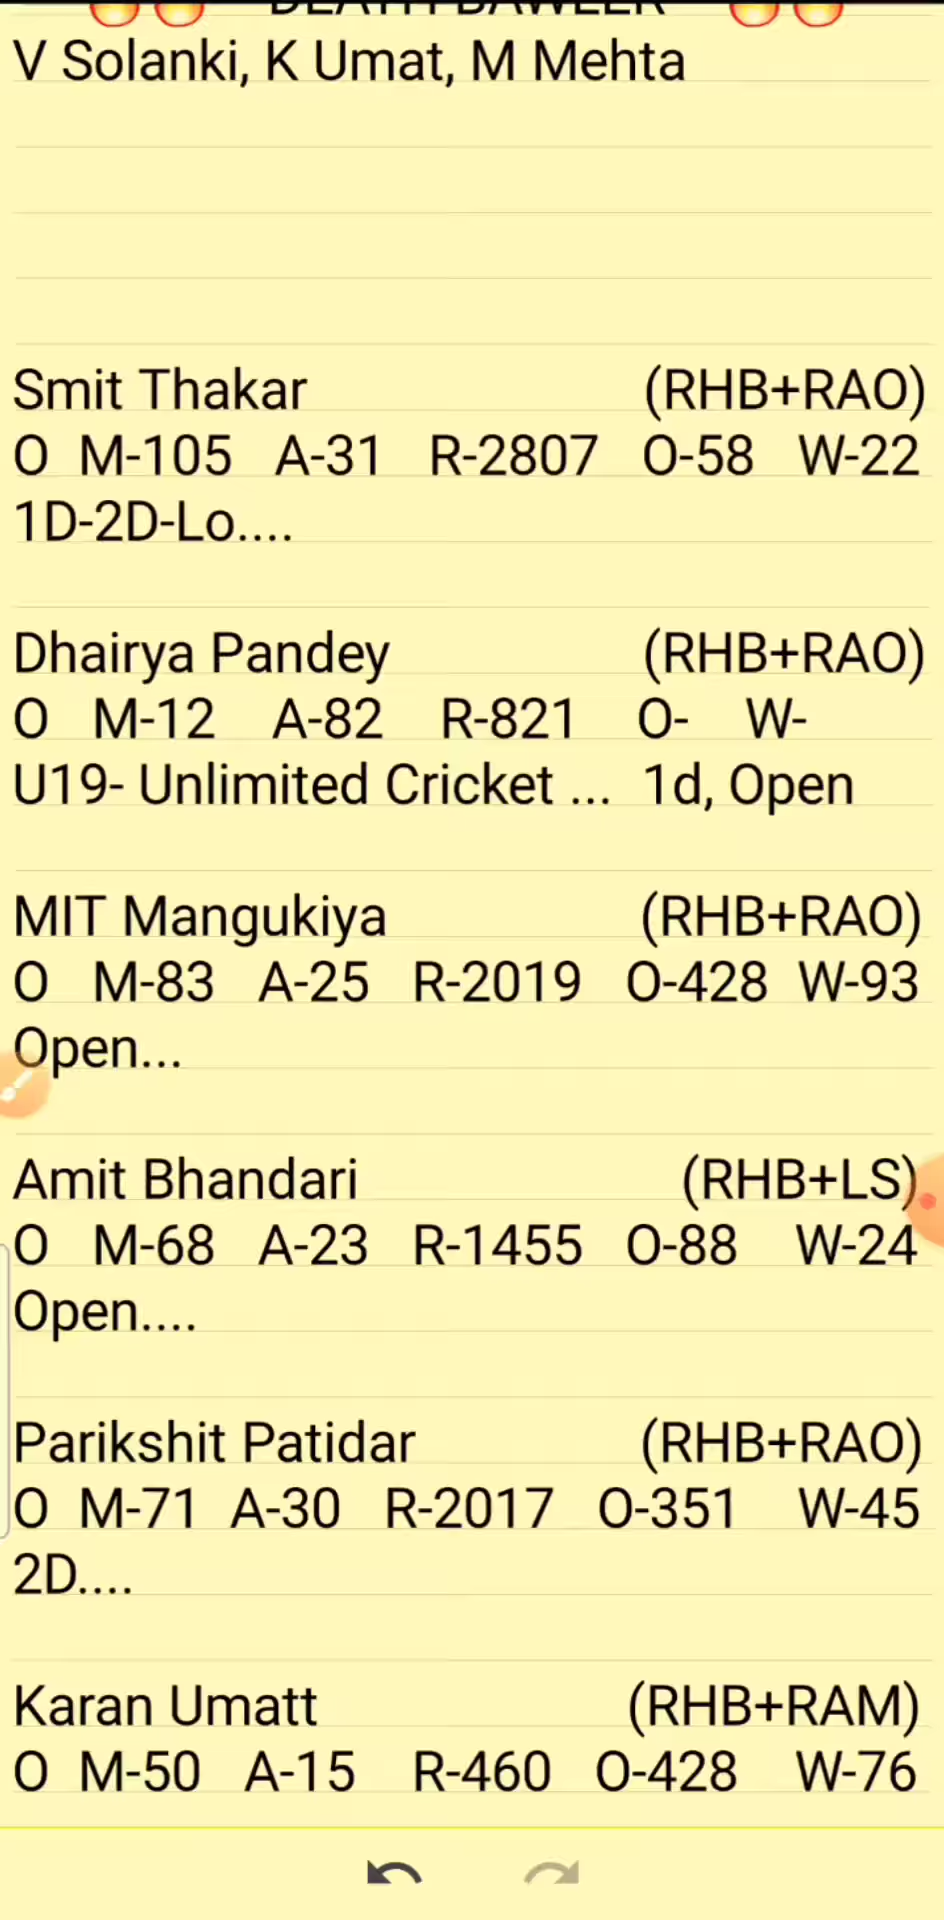 V Solanki, K Umat, M Mehta
Smit Thakar (RHB+RAO)
O M-105 A-31 R-2807 O-58 W-22
1D-2D-Lo....
Dhairya Pandey (RHB+RAO)
O M-12 A-82 R-821 O- W-
U19- Unlimited Cricket ... 1d, Open
MIT Mangukiya (RHB+RAO)
O M-83 A-25 R-2019 O-428 W-93
Open...
Amit Bhandari (RHB+LS)
O M-68 A-23 R-1455 O-88 W-24
Open....
Parikshit Patidar (RHB+RAO)
O M-71 A-30 R-2017 O-351 W-45
2D....
Karan Umatt (RHB+RAM)
O M-50 A-15 R-460 O-428 W-76